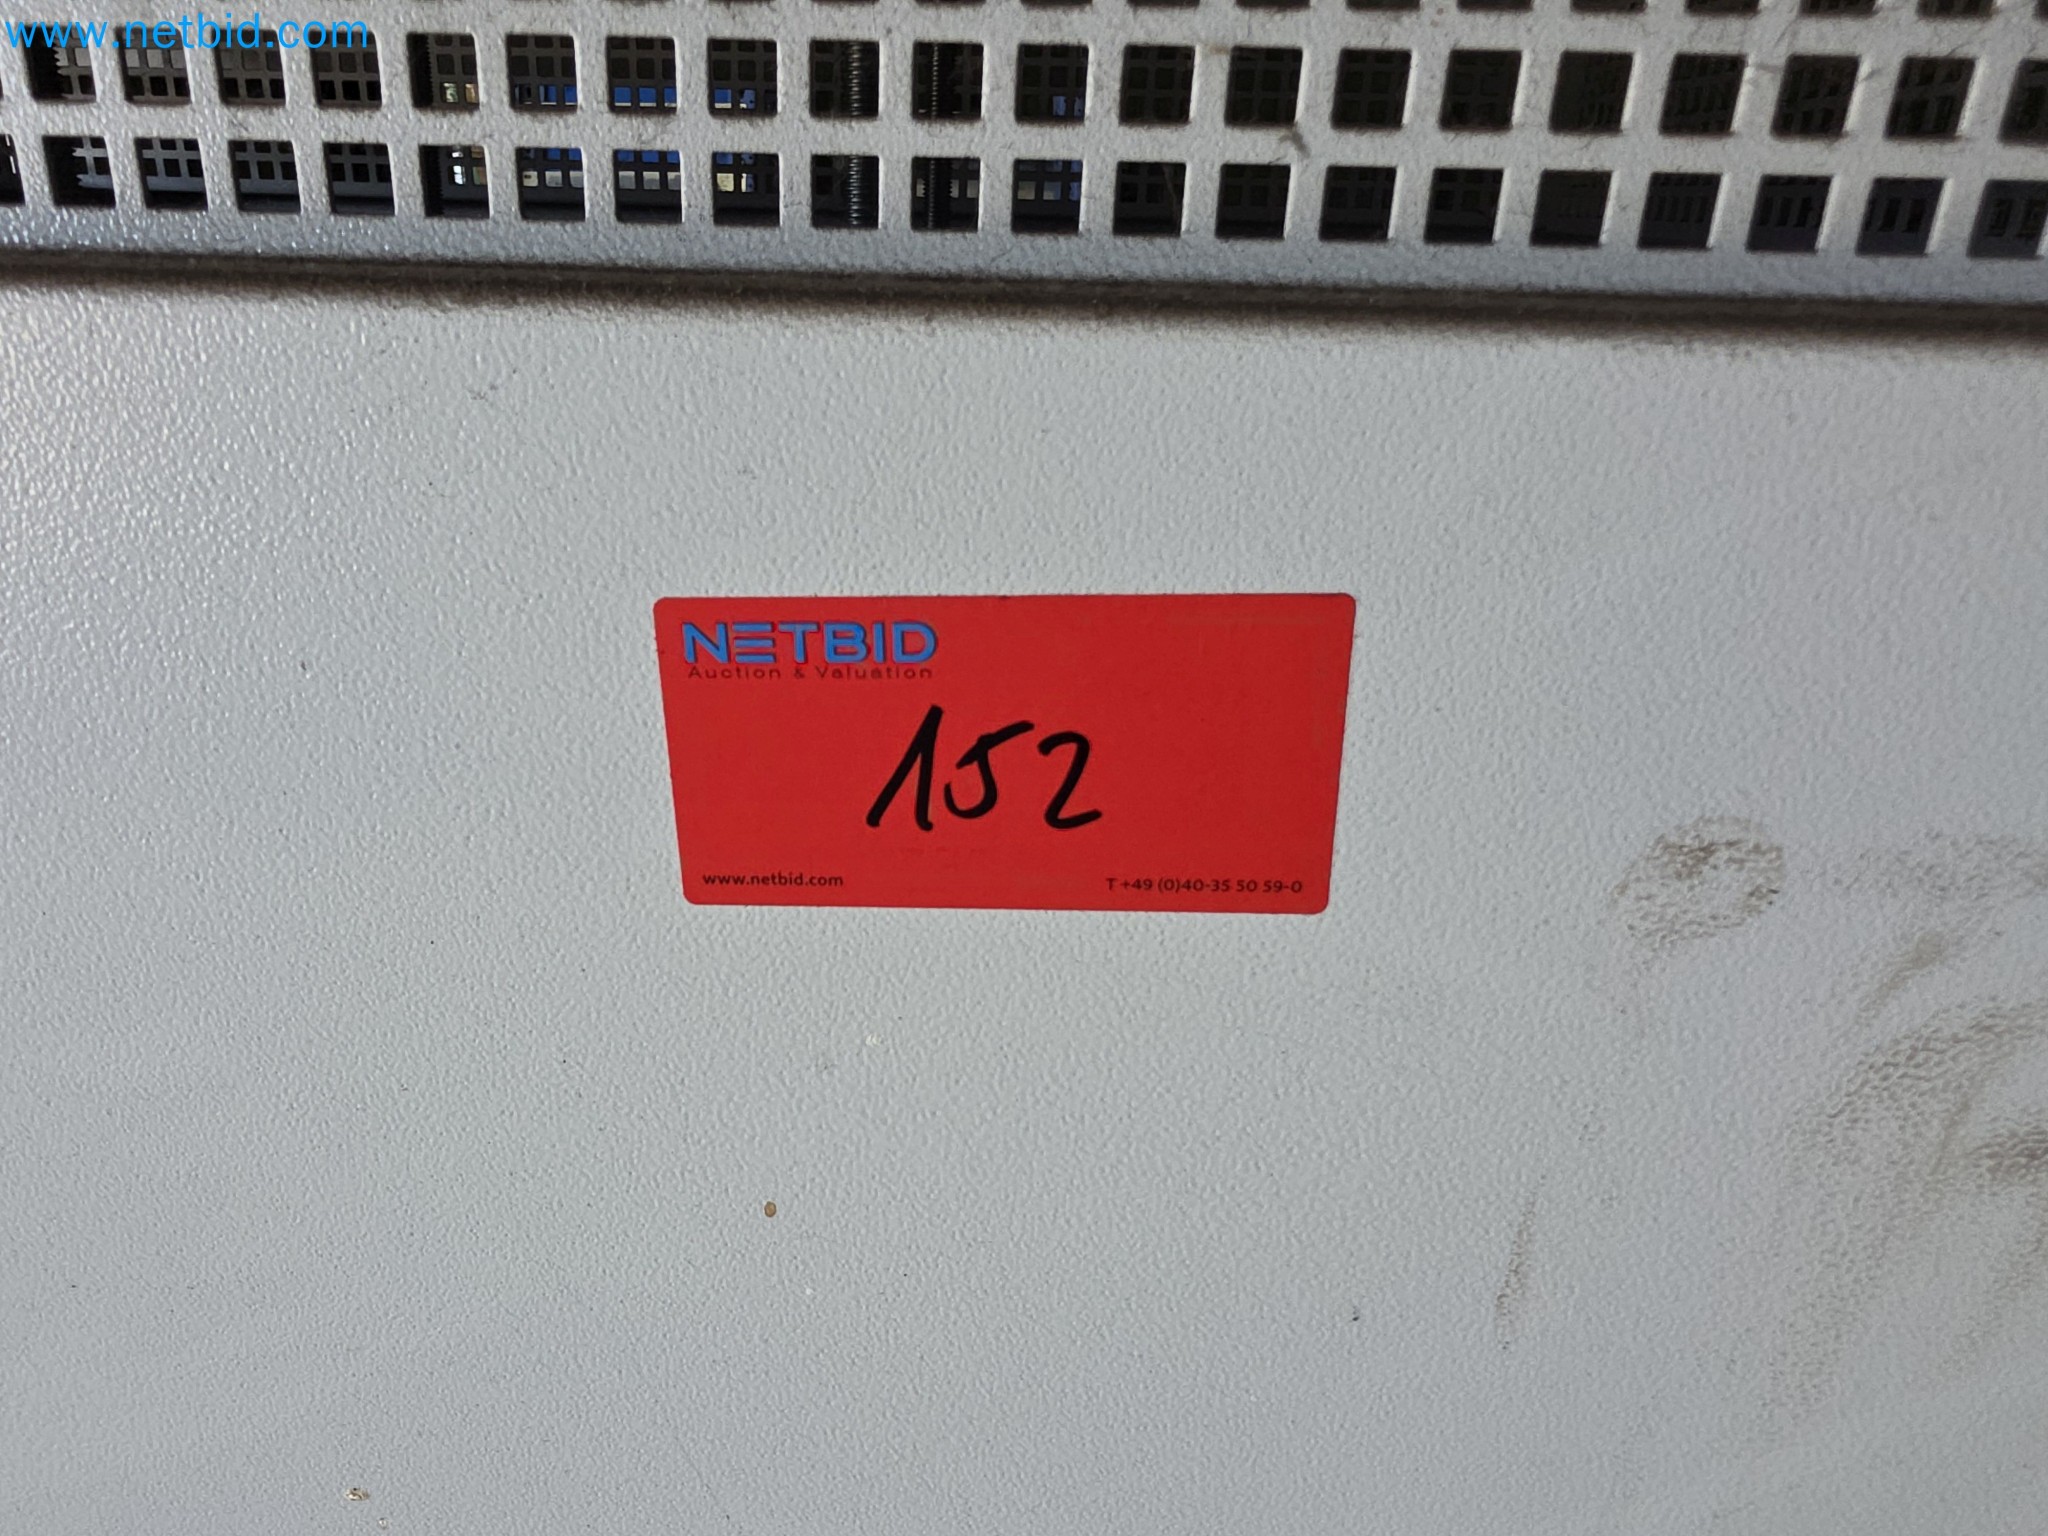 www.netbid.com
NETBID
Auction & Valuation
152
www.netbid.com T +49 (0)40-35 50 59-0